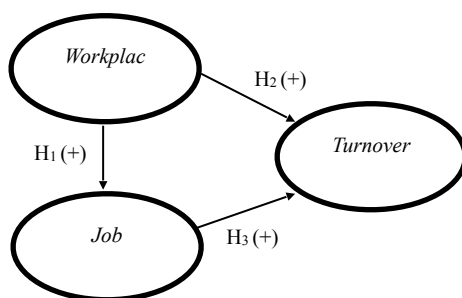 Workplac
H2 (+)
H1 (+)
Turnover
Job
H3 (+)